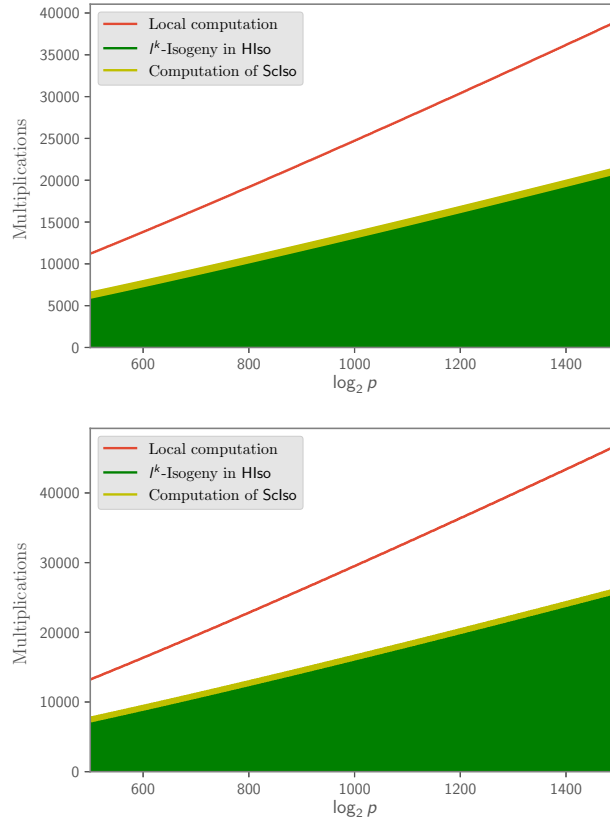 40000
35000
30000
25000
20000
15000
10000
5000
0
Multiplications
Local computation
l^k-Isogeny in HIso
Computation of ScIso
600 800 1000 1200 1400
log₂ p
40000
30000
20000
10000
0
Multiplications
Local computation
l^k-Isogeny in HIso
Computation of ScIso
600 800 1000 1200 1400
log₂ p